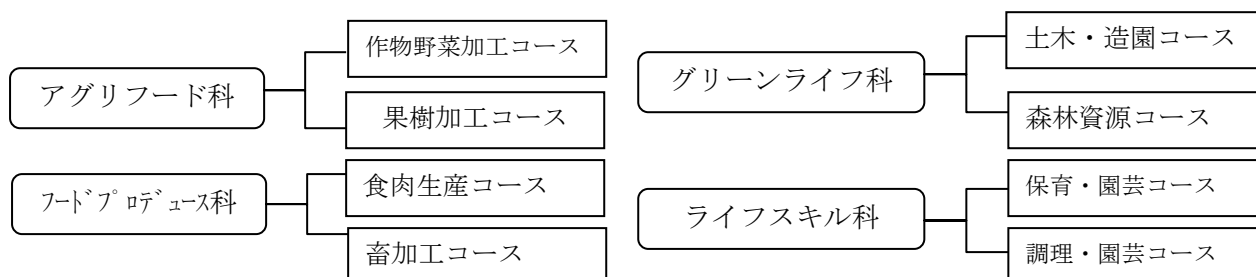 アグリフード科
作物野菜加工コース
果樹加工コース
フードプロデュース科
食肉生産コース
畜加工コース
グリーンライフ科
土木・造園コース
森林資源コース
ライフスキル科
保育・園芸コース
調理・園芸コース